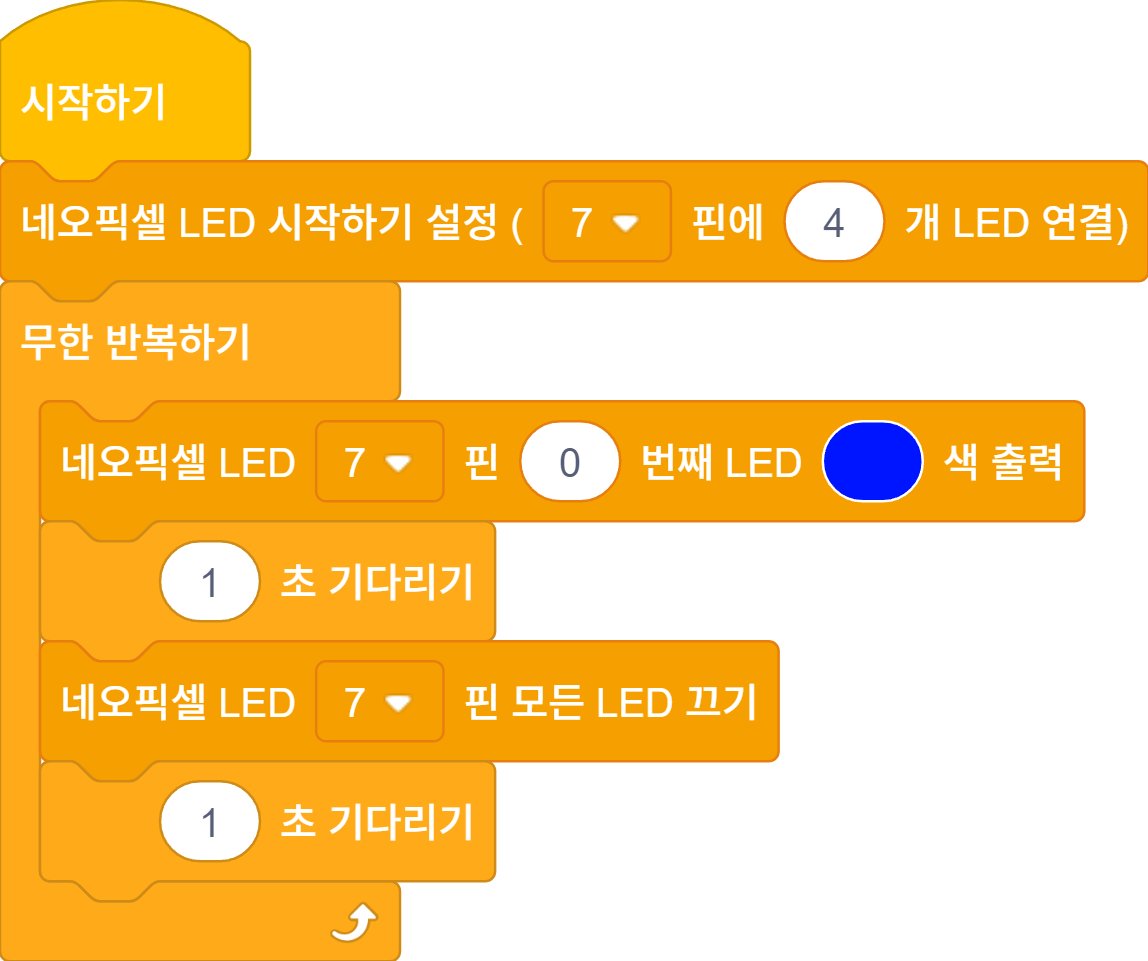 시작하기
네오픽셀 LED 시작하기 설정 ( 7 핀에 4 개 LED 연결)
무한 반복하기
네오픽셀 LED 7 핀 0 번째 LED 색 출력
1 초 기다리기
네오픽셀 LED 7 핀 모든 LED 끄기
1 초 기다리기